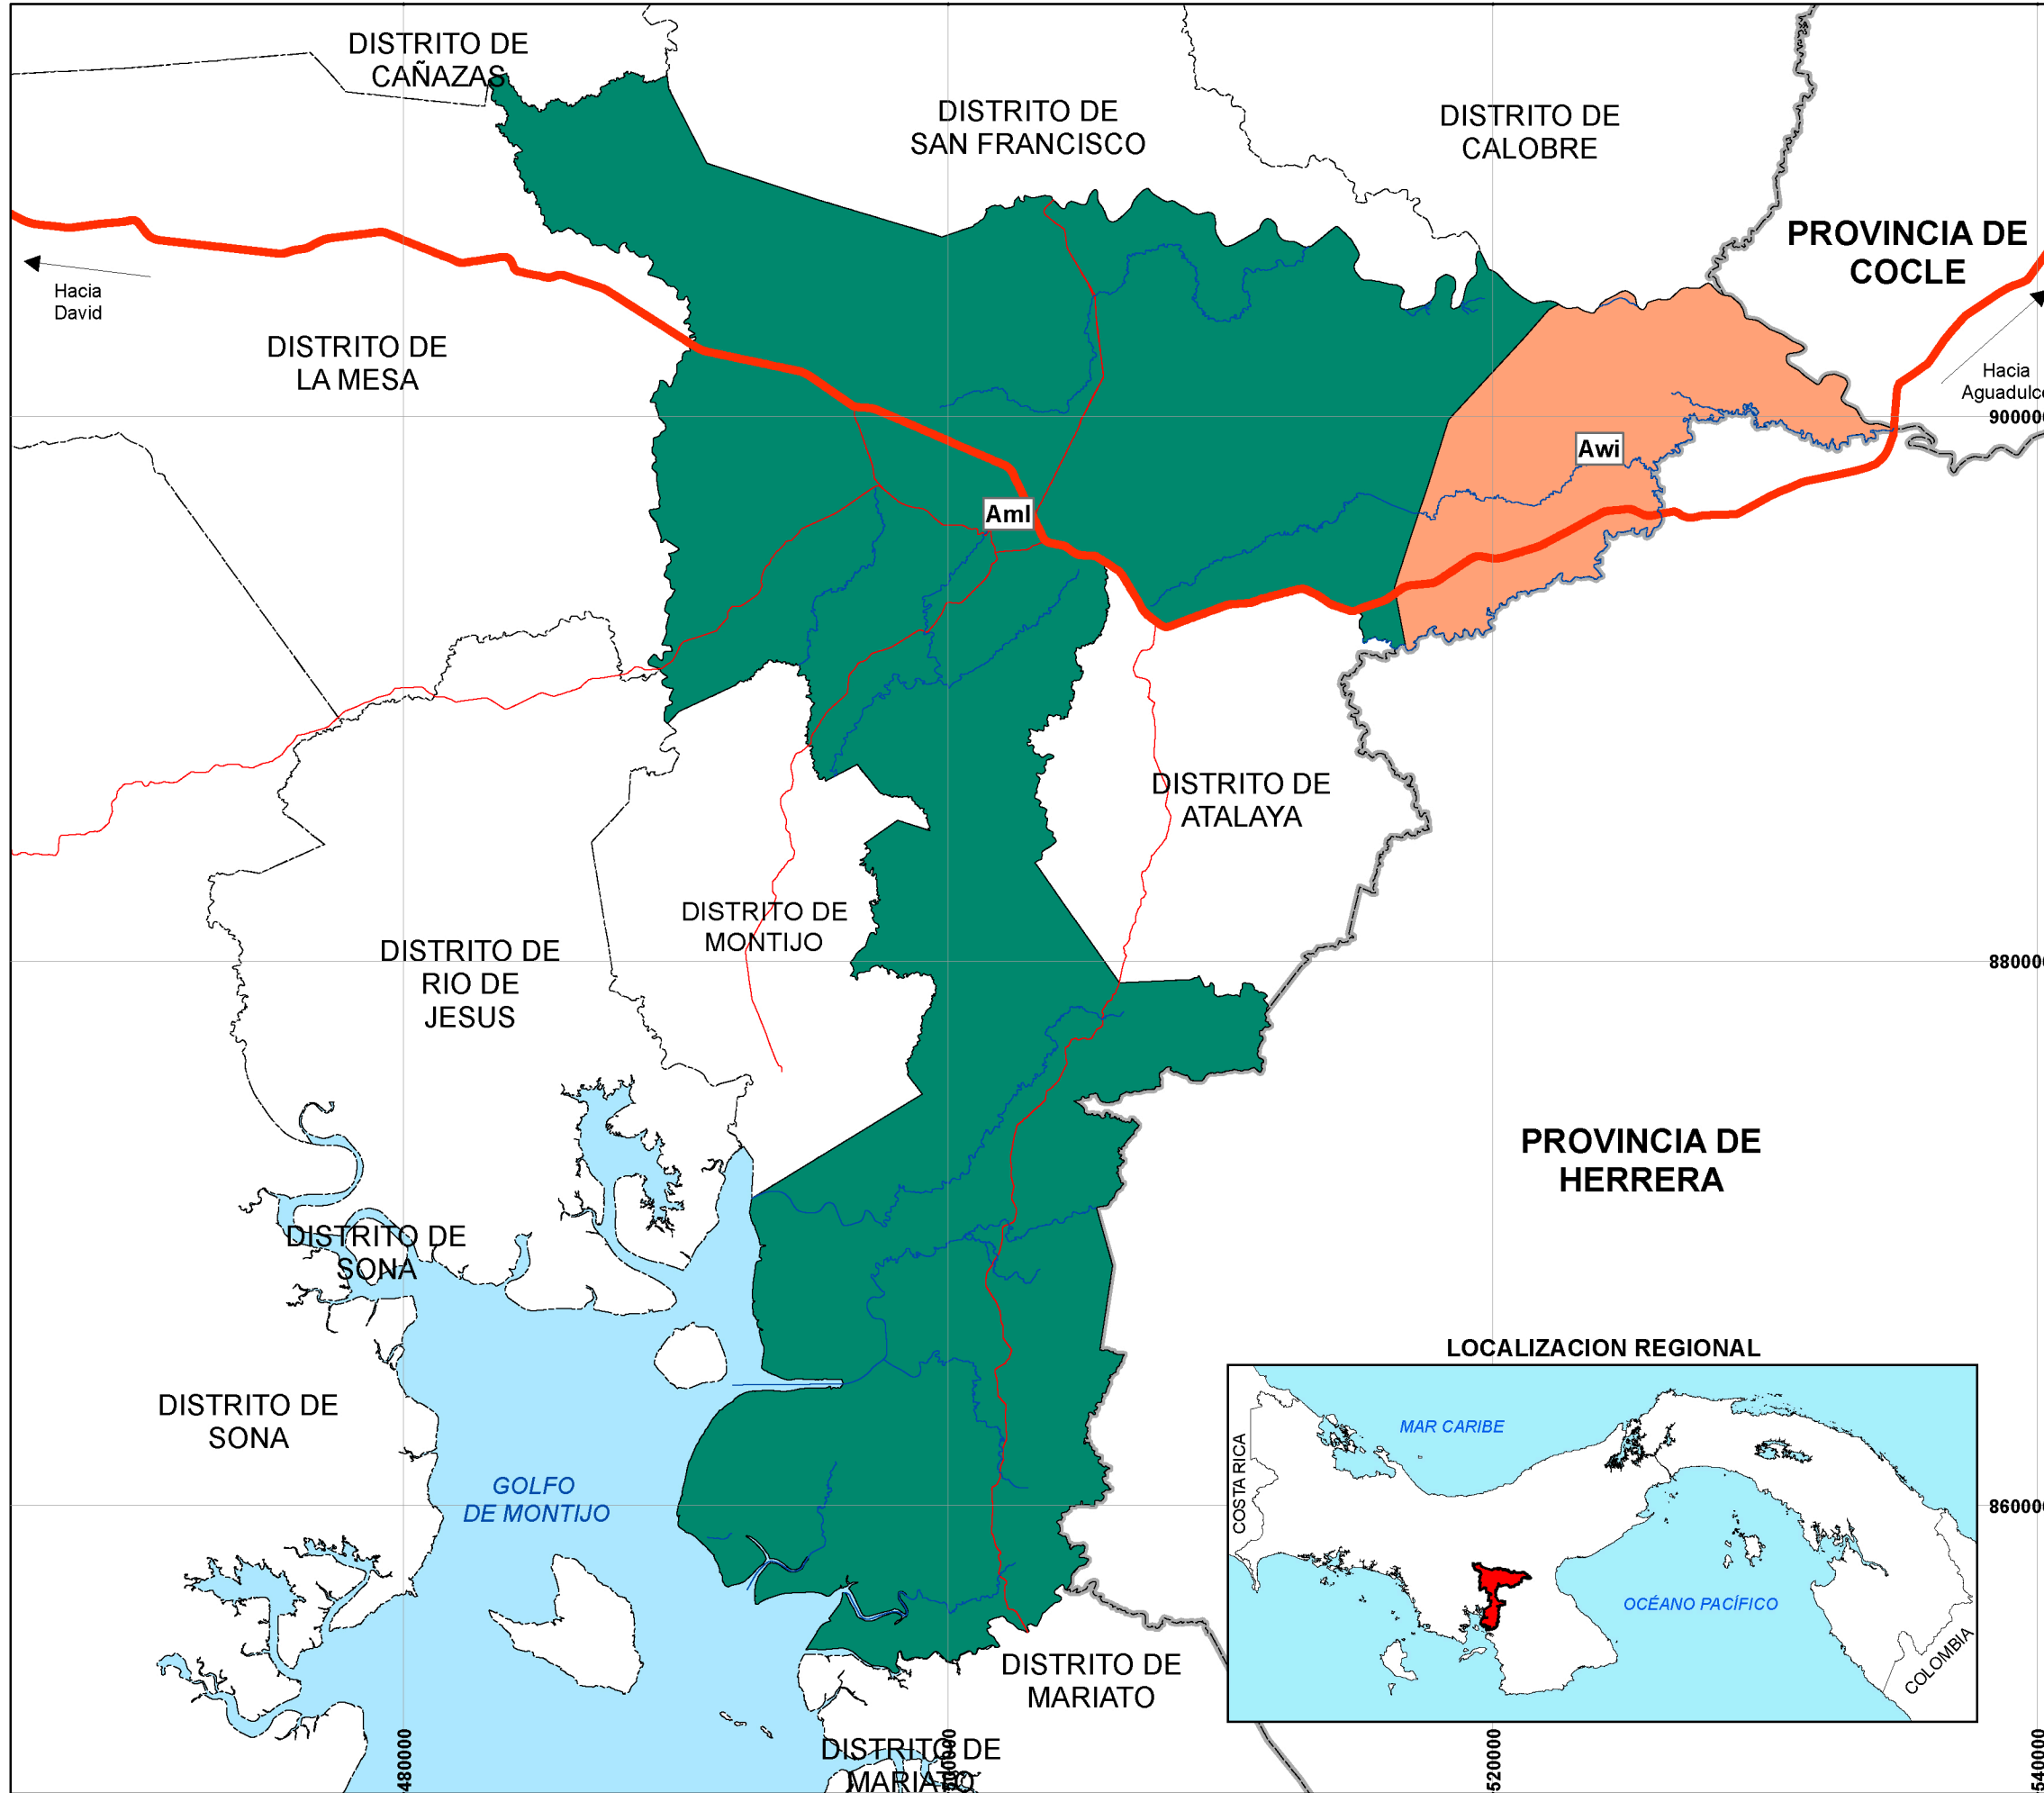 DISTRITO DE
CAÑAZAS
DISTRITO DE
SAN FRANCISCO
DISTRITO DE
CALOBRE
PROVINCIA DE
COCLE
Hacia
David
DISTRITO DE
LA MESA
Hacia
Aguadulce
900000
Awi
Aml
DISTRITO DE
ATALAYA
DISTRITO DE
MONTIJO
DISTRITO DE
RIO DE
JESUS
880000
PROVINCIA DE
HERRERA
DISTRITO DE
SONA
DISTRITO DE
SONA
GOLFO
DE MONTIJO
LOCALIZACION REGIONAL
MAR CARIBE
COSTA RICA
OCÉANO PACÍFICO
COLOMBIA
860000
DISTRITO DE
MARIATO
DISTRITO DE
MARIATO
480000
500000
520000
540000